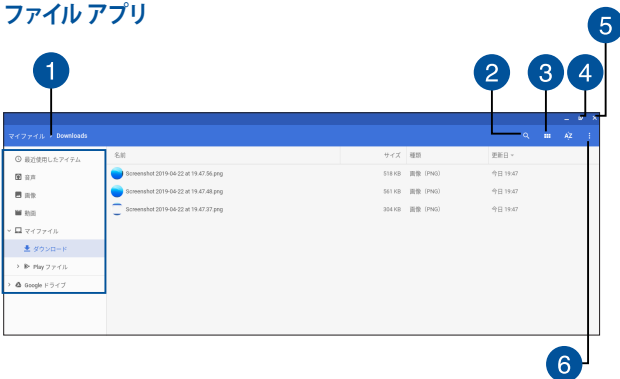 ファイル アプリ
5
1
2
3
4
マイファイル ▸ Downloads
AZ
最近使用したアイテム
名前
サイズ
種類
更新日
音声
Screenshot 2019-04-22 at 19.47.56.png
518 KB
画像（PNG）
今日 19:47
画像
Screenshot 2019-04-22 at 19.47.48.png
561 KB
画像（PNG）
今日 19:47
動画
Screenshot 2019-04-22 at 19.47.37.png
304 KB
画像（PNG）
今日 19:47
マイファイル
ダウンロード
Play ファイル
Google ドライブ
6